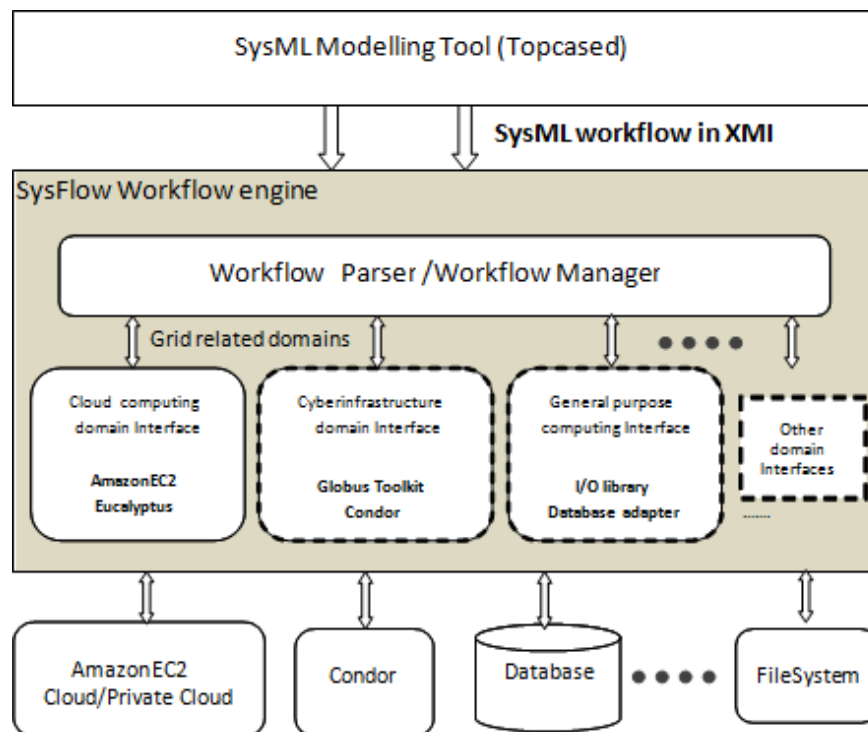 SysML Modelling Tool (Topcased)
SysML workflow in XMI
SysFlow Workflow engine
Workflow Parser /Workflow Manager
Grid related domains
Cloud computing
domain Interface
AmazonEC2
Eucalyptus
Cyberinfrastructure
domain Interface
Globus Toolkit
Condor
General purpose
computing Interface
I/O library
Database adapter
Other
domain
Interfaces
AmazonEC2
Cloud/Private Cloud
Condor
Database
FileSystem